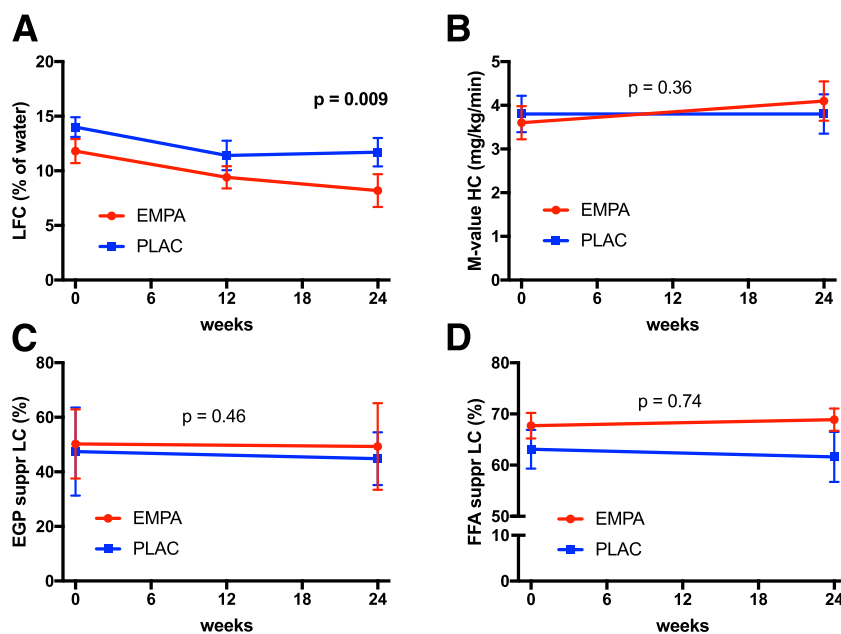 A
20
15
10
5
0
LFC (% of water)
p = 0.009
EMPA
PLAC
0 6 12 18 24
weeks
B
5
4
3
2
1
0
M-value HC (mg/kg/min)
p = 0.36
EMPA
PLAC
0 6 12 18 24
weeks
C
80
60
40
20
0
EGP suppr LC (%)
p = 0.46
EMPA
PLAC
0 6 12 18 24
weeks
D
80
70
60
50
10
0
FFA suppr LC (%)
p = 0.74
EMPA
PLAC
0 6 12 18 24
weeks